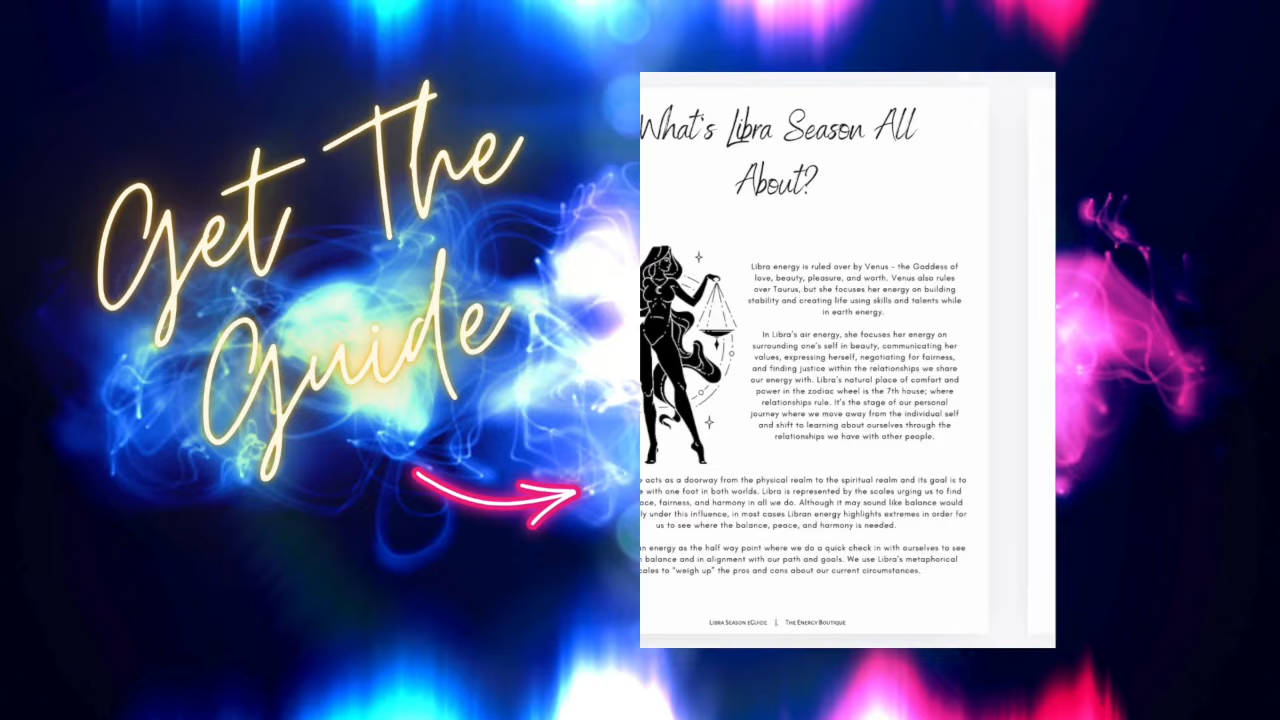 Get The
Guide
What's Libra Season All
About?
Libra energy is ruled over by Venus - the Goddess of
love, beauty, pleasure, and worth. Venus also rules
over Taurus, but she focuses her energy on building
stability and creating life using skills and talents while
in earth energy.
In Libra's air energy, she focuses her energy on
surrounding one's self in beauty, communicating her
values, expressing herself, negotiating for fairness,
and finding justice within the relationships we share
our energy with. Libra's natural place of comfort and
power in the zodiac wheel is the 7th house; where
relationships rule. It's the stage of our personal
journey where we move away from the individual self
and shift to learning about ourselves through the
relationships we have with other people.
acts as a doorway from the physical realm to the spiritual realm and its goal is to
with one foot in both worlds. Libra is represented by the scales urging us to find
fairness, and harmony in all we do. Although it may sound like balance would
under this influence, in most cases Libran energy highlights extremes in order for
us to see where the balance, peace, and harmony is needed.
energy as the half way point where we do a quick check in with ourselves to see
balance and in alignment with our path and goals. We use Libra's metaphorical
to "weigh up" the pros and cons about our current circumstances.
Libra Season eGuide | The Energy Boutique